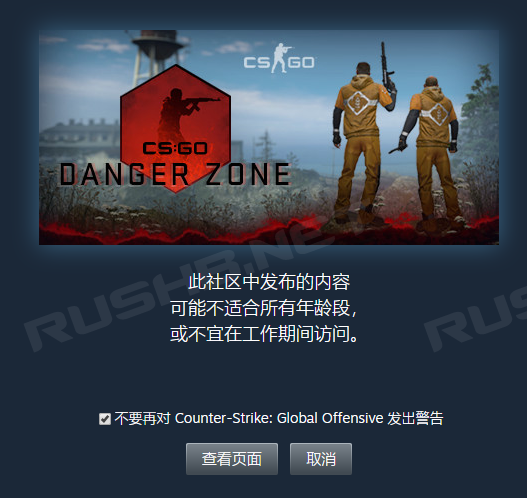 CS GO
CS:GO
DANGER ZONE
RUSHB.NET
RUS
此社区中发布的内容
可能不适合所有年龄段，
或不宜在工作期间访问。
不要再对 Counter-Strike: Global Offensive 发出警告
查看页面 取消